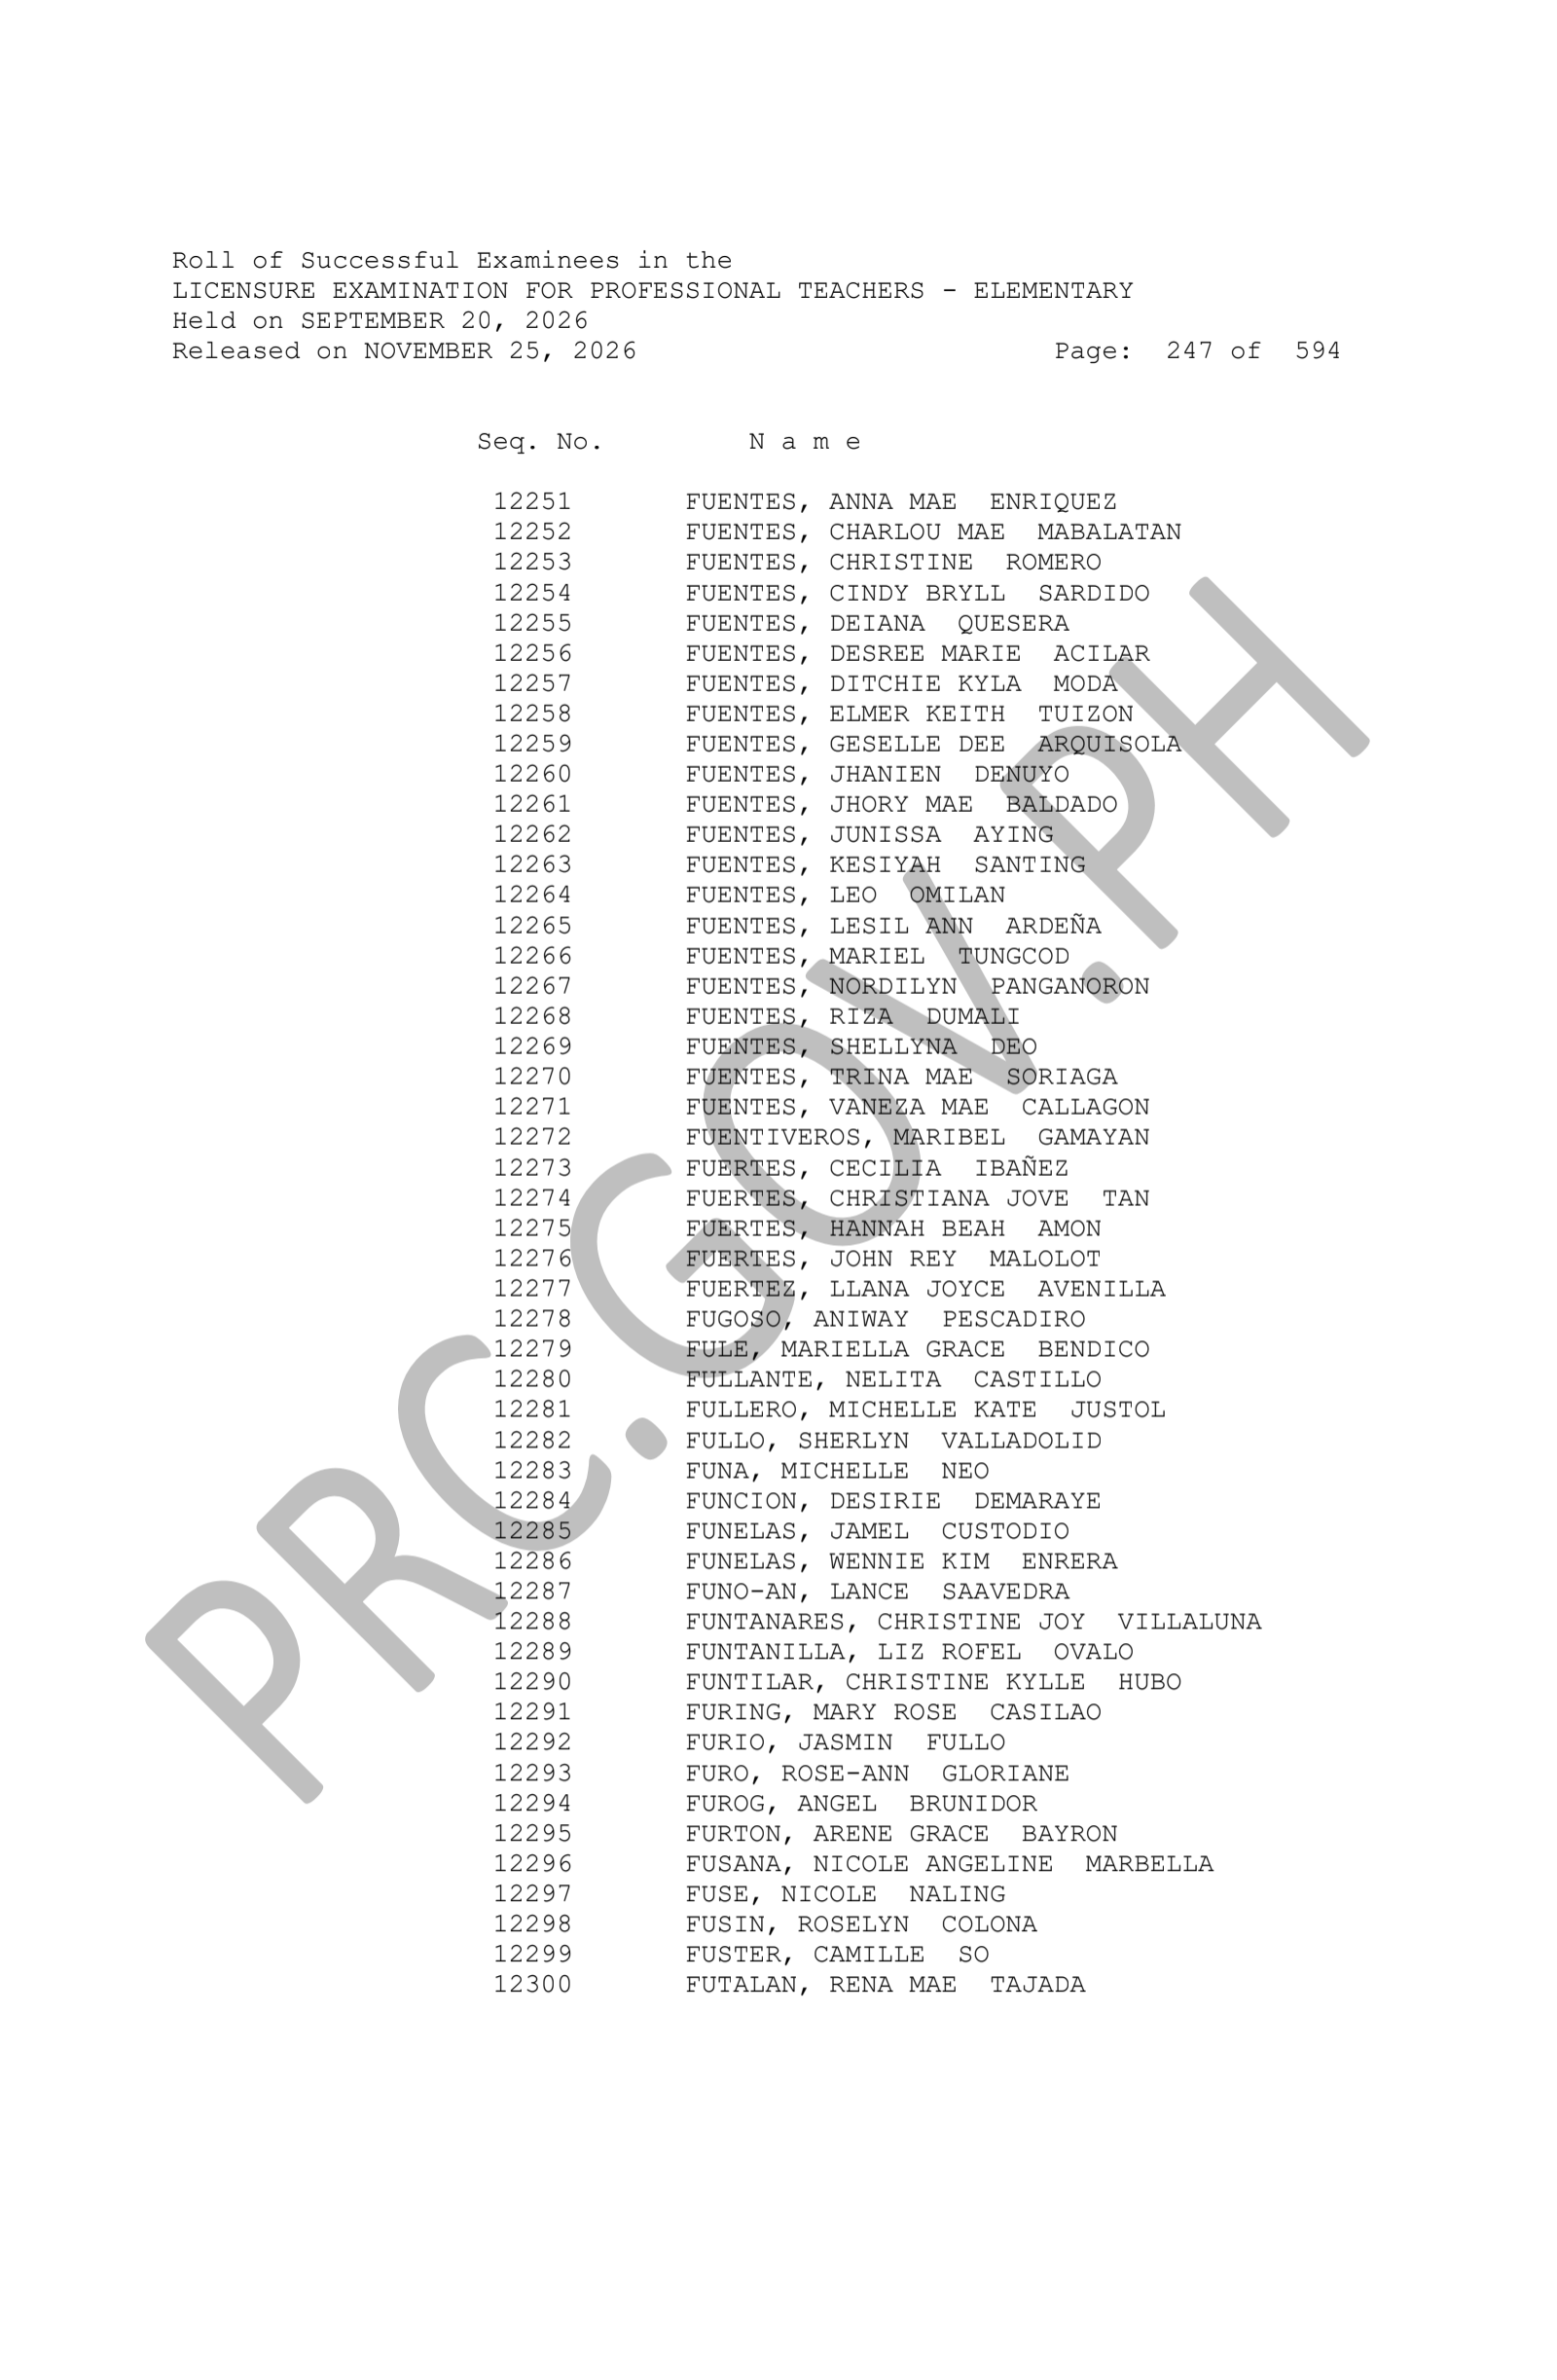 Roll of Successful Examinees in the
LICENSURE EXAMINATION FOR PROFESSIONAL TEACHERS - ELEMENTARY
Held on SEPTEMBER 20, 2026
Released on NOVEMBER 25, 2026 Page: 247 of 594
Seq. No. N a m e
12251 FUENTES, ANNA MAE ENRIQUEZ
12252 FUENTES, CHARLOU MAE MABALATAN
12253 FUENTES, CHRISTINE ROMERO
12254 FUENTES, CINDY BRYLL SARDIDO
12255 FUENTES, DEIANA QUESERA
12256 FUENTES, DESREE MARIE ACILAR
12257 FUENTES, DITCHIE KYLA MODA
12258 FUENTES, ELMER KEITH TUIZON
12259 FUENTES, GESELLE DEE ARQUISOLA
12260 FUENTES, JHANIEN DENUYO
12261 FUENTES, JHORY MAE BALDADO
12262 FUENTES, JUNISSA AYING
12263 FUENTES, KESIYAH SANTING
12264 FUENTES, LEO OMILAN
12265 FUENTES, LESIL ANN ARDEÑA
12266 FUENTES, MARIEL TUNGCOD
12267 FUENTES, NORDILYN PANGANORON
12268 FUENTES, RIZA DUMALI
12269 FUENTES, SHELLYNA DEO
12270 FUENTES, TRINA MAE SORIAGA
12271 FUENTES, VANEZA MAE CALLAGON
12272 FUENTIVEROS, MARIBEL GAMAYAN
12273 FUERTES, CECILIA IBAÑEZ
12274 FUERTES, CHRISTIANA JOVE TAN
12275 FUERTES, HANNAH BEAH AMON
12276 FUERTES, JOHN REY MALOLOT
12277 FUERTEZ, LLANA JOYCE AVENILLA
12278 FUGOSO, ANIWAY PESCADIRO
12279 FULE, MARIELLA GRACE BENDICO
12280 FULLANTE, NELITA CASTILLO
12281 FULLERO, MICHELLE KATE JUSTOL
12282 FULLO, SHERLYN VALLADOLID
12283 FUNA, MICHELLE NEO
12284 FUNCION, DESIRIE DEMARAYE
12285 FUNELAS, JAMEL CUSTODIO
12286 FUNELAS, WENNIE KIM ENRERA
12287 FUNO-AN, LANCE SAAVEDRA
12288 FUNTANARES, CHRISTINE JOY VILLALUNA
12289 FUNTANILLA, LIZ ROFEL OVALO
12290 FUNTILAR, CHRISTINE KYLLE HUBO
12291 FURING, MARY ROSE CASILAO
12292 FURIO, JASMIN FULLO
12293 FURO, ROSE-ANN GLORIANE
12294 FUROG, ANGEL BRUNIDOR
12295 FURTON, ARENE GRACE BAYRON
12296 FUSANA, NICOLE ANGELINE MARBELLA
12297 FUSE, NICOLE NALING
12298 FUSIN, ROSELYN COLONA
12299 FUSTER, CAMILLE SO
12300 FUTALAN, RENA MAE TAJADA
PRC.GOV.PH